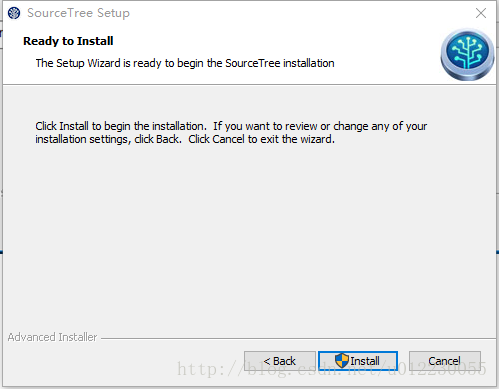 SourceTree Setup
Ready to Install
The Setup Wizard is ready to begin the SourceTree installation
Click Install to begin the installation.  If you want to review or change any of your
installation settings, click Back.  Click Cancel to exit the wizard.
Advanced Installer
< Back
Install
Cancel
http://blog.csdn.net/u012230055